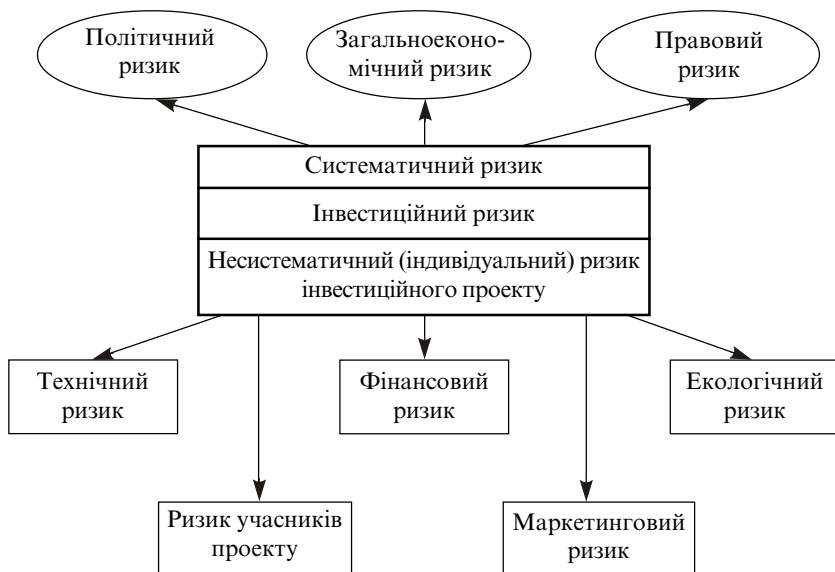 Політичний
ризик
Загальноеконо-
мічний ризик
Правовий
ризик
Систематичний ризик
Інвестиційний ризик
Несистематичний (індивідуальний) ризик
інвестиційного проекту
Технічний
ризик
Фінансовий
ризик
Екологічний
ризик
Ризик учасників
проекту
Маркетинговий
ризик